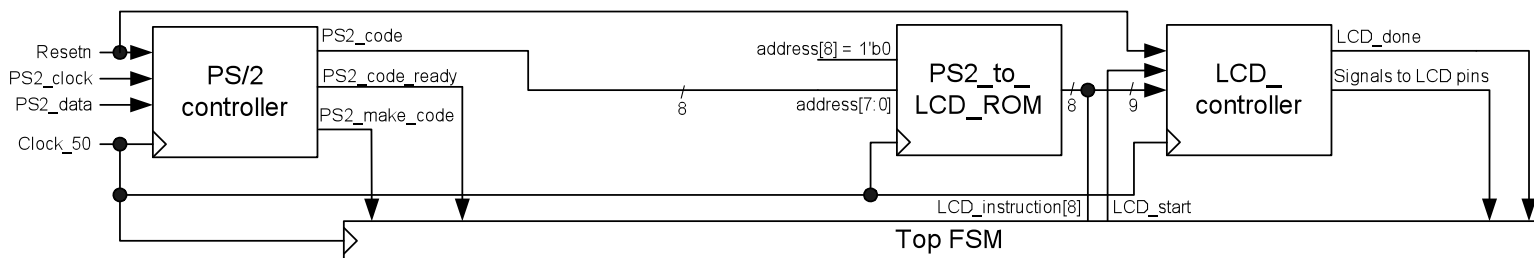 Resetn
PS2_clock
PS2_data
Clock_50
PS/2
controller
PS2_code
PS2_code_ready
PS2_make_code
8
address[8] = 1'b0
address[7:0]
PS2_to_
LCD_ROM
8
9
LCD_
controller
LCD_done
Signals to LCD pins
LCD_instruction[8]
LCD_start
Top FSM